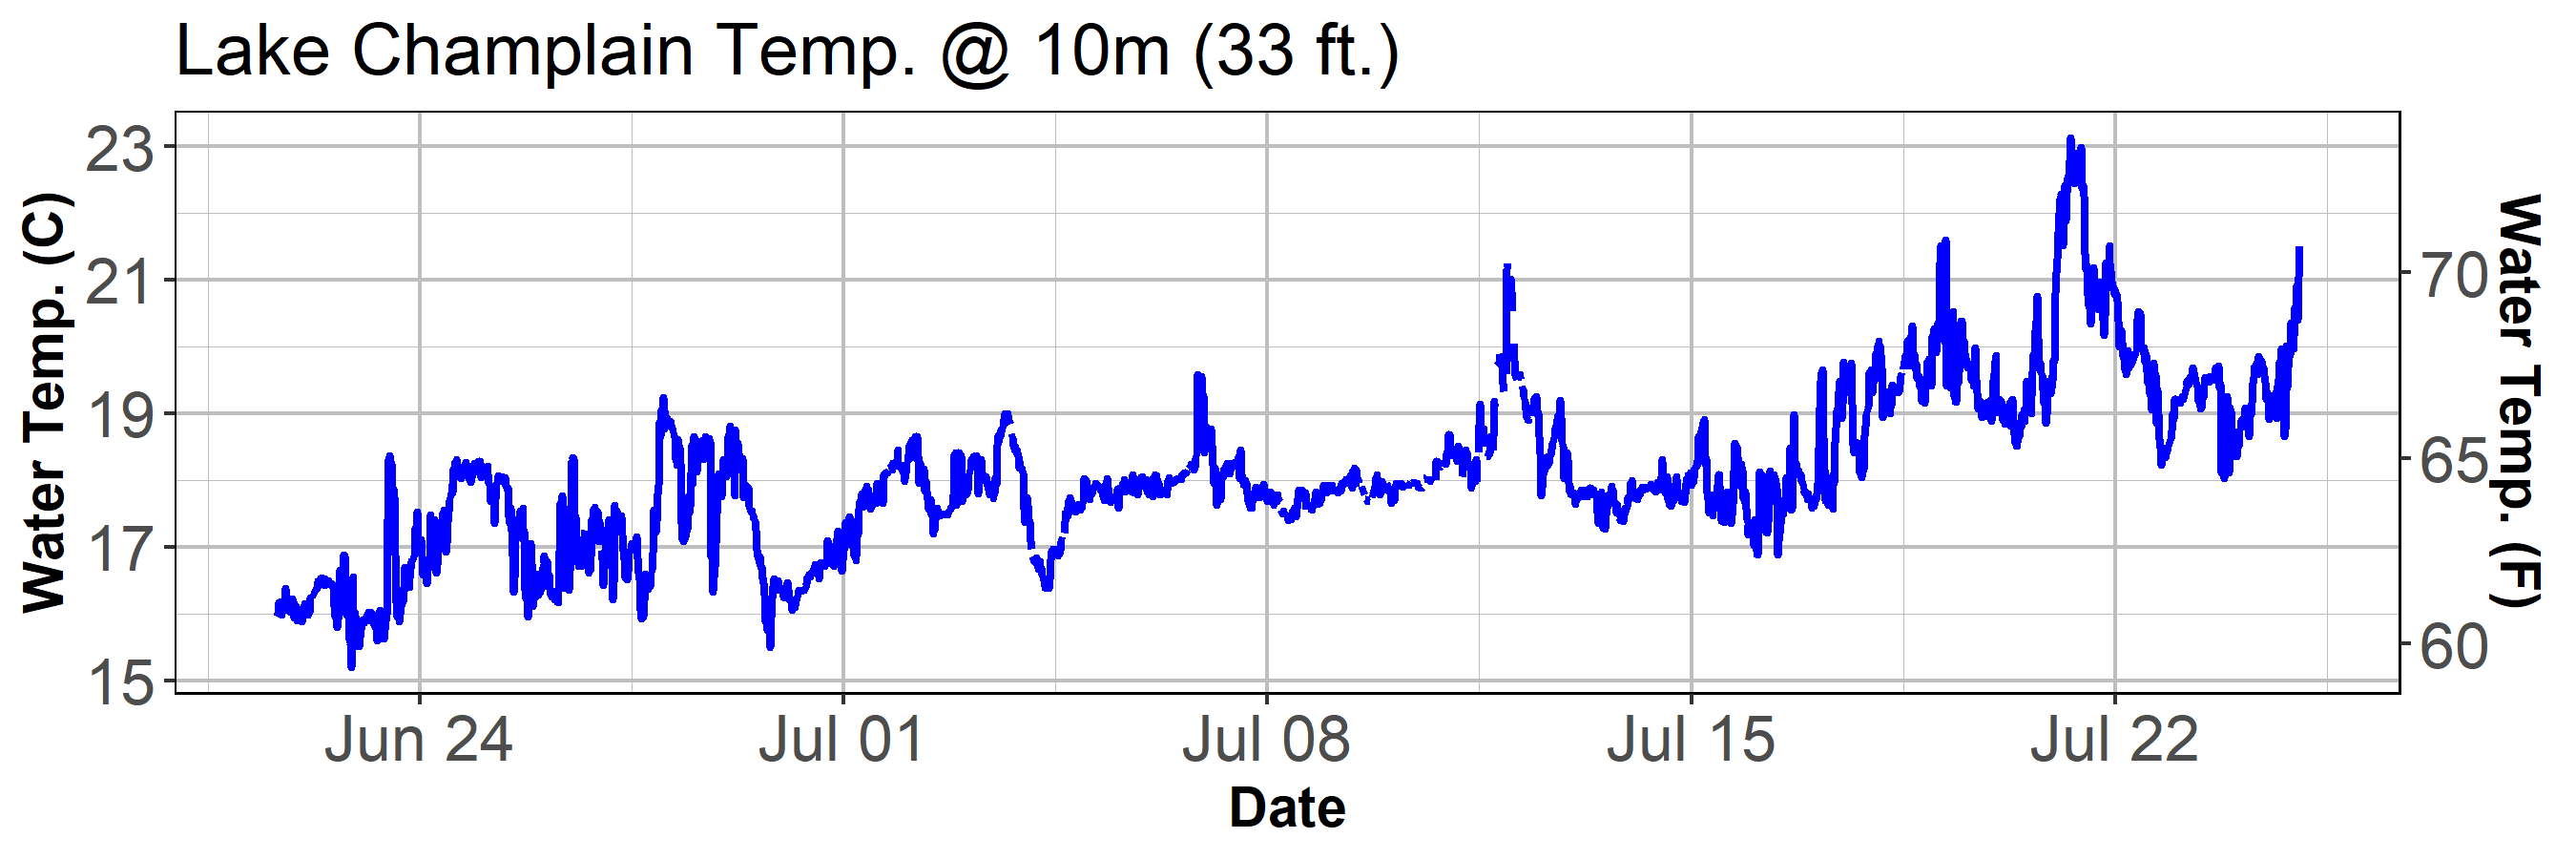 Lake Champlain Temp. @ 10m (33 ft.)
Water Temp. (C)
23
21
19
17
15
70
65
60
Water Temp. (F)
Jun 24
Jul 01
Jul 08
Jul 15
Jul 22
Date